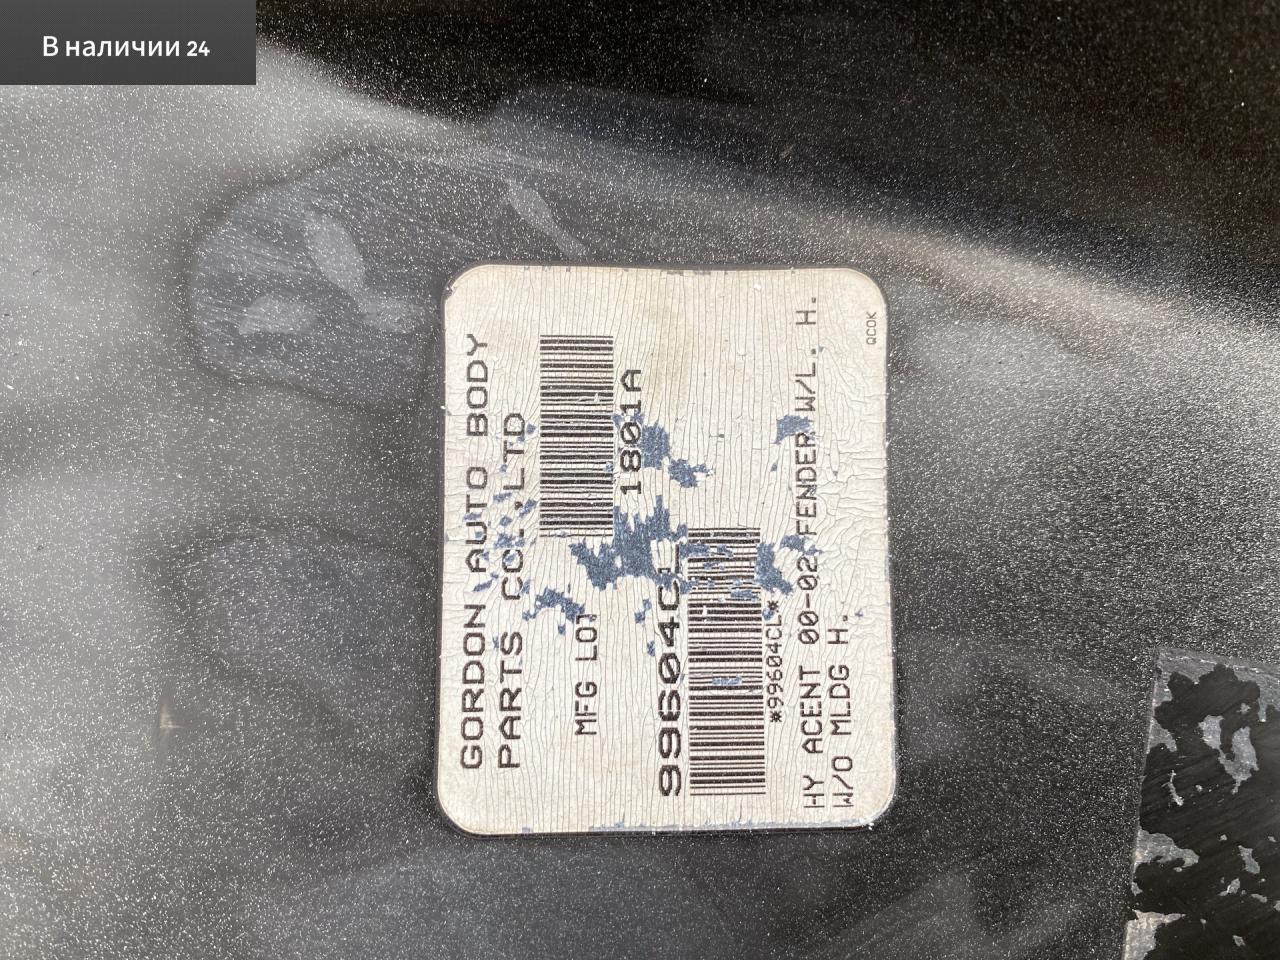 В наличии 24
GORDON AUTO BODY
PARTS CO.,LTD
MFG LOT
1801A
99604CL
*99604CL*
HY ACENT 00-02 FENDER W/L. H.
W/O MLDG H.
QCOK